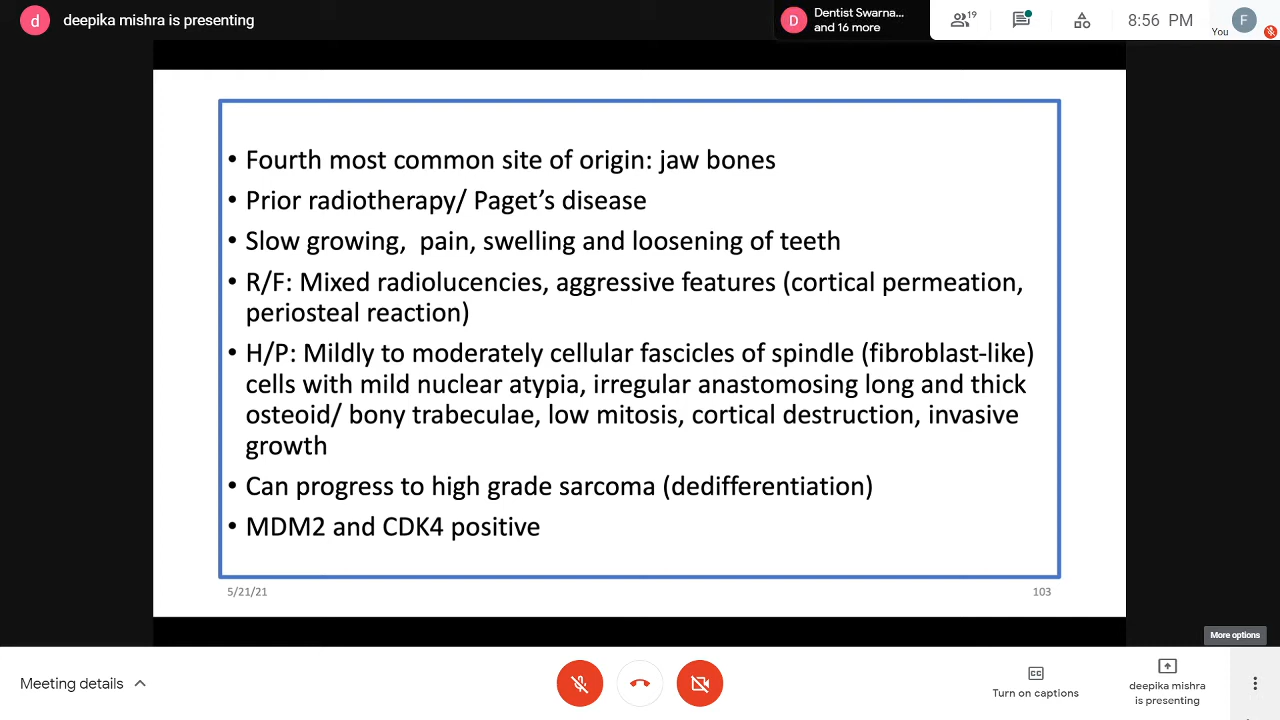 d
deepika mishra is presenting
D
Dentist Swarna...
and 16 more
19
8:56 PM
You
F
• Fourth most common site of origin: jaw bones
• Prior radiotherapy/ Paget’s disease
• Slow growing,  pain, swelling and loosening of teeth
• R/F: Mixed radiolucencies, aggressive features (cortical permeation,
periosteal reaction)
• H/P: Mildly to moderately cellular fascicles of spindle (fibroblast-like)
cells with mild nuclear atypia, irregular anastomosing long and thick
osteoid/ bony trabeculae, low mitosis, cortical destruction, invasive
growth
• Can progress to high grade sarcoma (dedifferentiation)
• MDM2 and CDK4 positive
5/21/21
103
More options
Meeting details
CC
Turn on captions
deepika mishra
is presenting